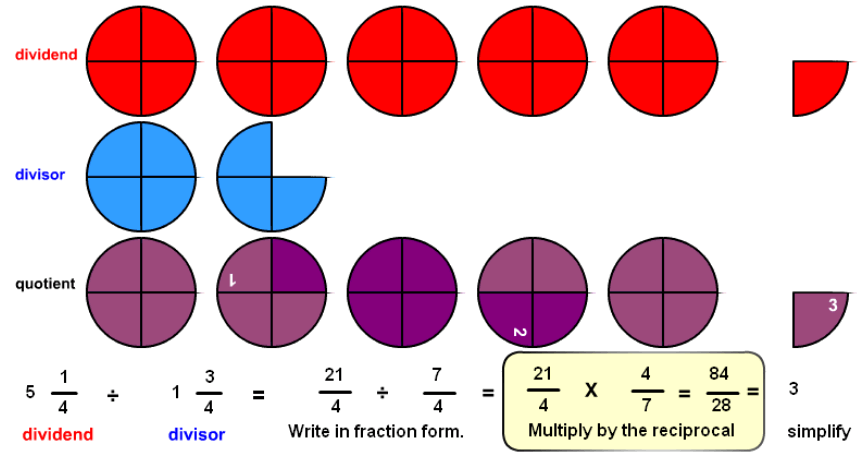 dividend
divisor
1
quotient
3
2
5 1/4 ÷ 1 3/4 = 21/4 ÷ 7/4 = 21/4 X 4/7 = 84/28 = 3
dividend divisor Write in fraction form. Multiply by the reciprocal simplify